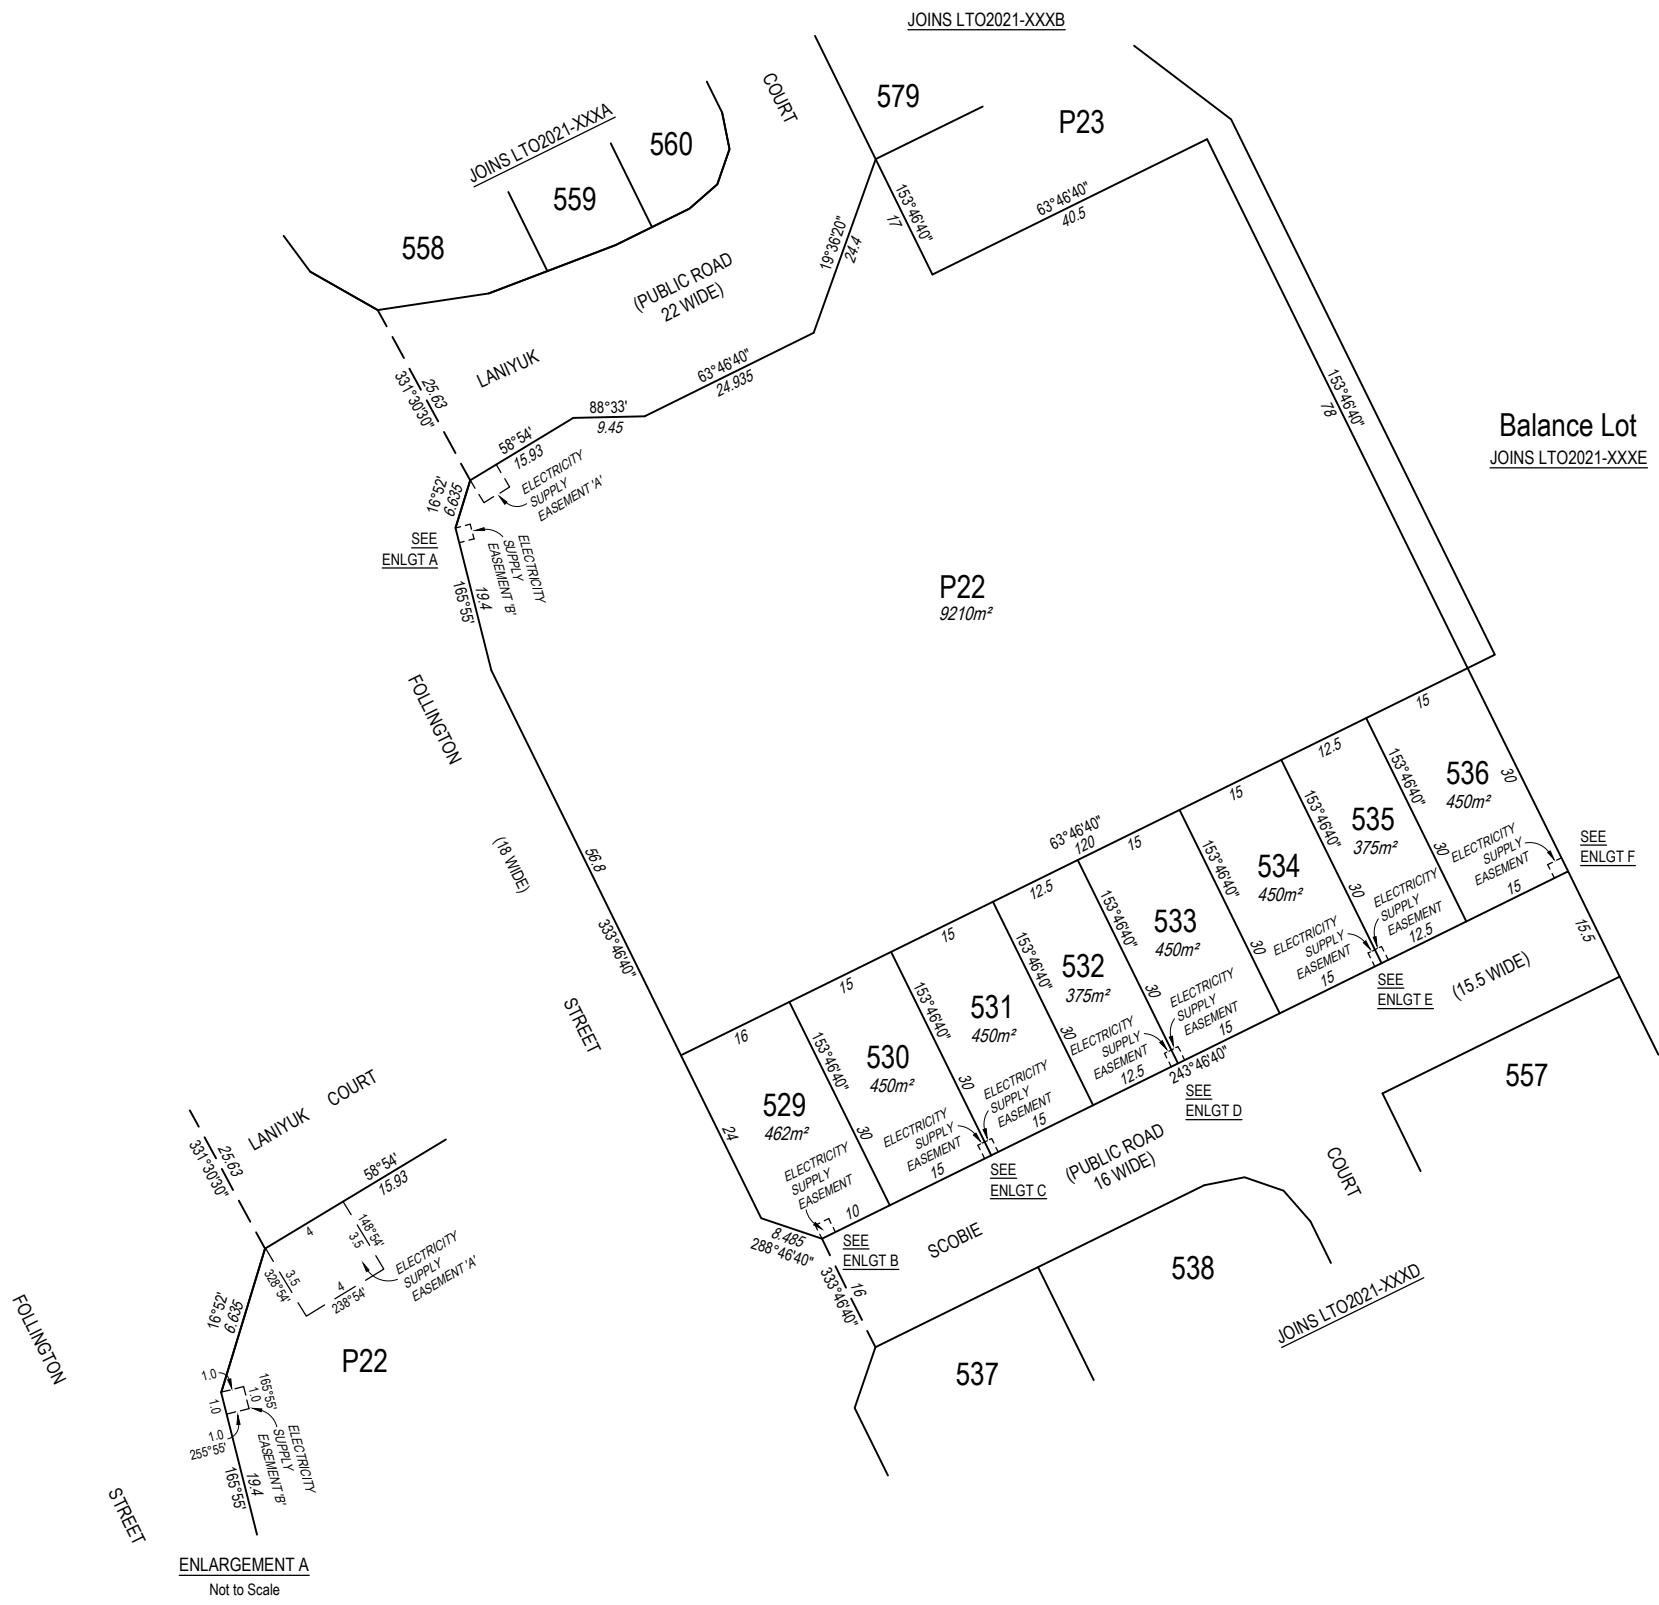 JOINS LTO2021-XXXB
COURT
579
P23
JOINS LTO2021-XXXA
560
559
558
153°46'40"
17
63°46'40"
40.5
19°36'20"
24.4
(PUBLIC ROAD
22 WIDE)
LANIYUK
25.63
331°30'30"
63°46'40"
24.935
88°33'
9.45
58°54'
15.93
ELECTRICITY
SUPPLY
EASEMENT 'A'
16°52'
6.635
SEE
ENLGT A
ELECTRICITY
SUPPLY
EASEMENT 'B'
19.4
165°55'
153°46'40"
78
Balance Lot
JOINS LTO2021-XXXE
P22
9210m²
FOLLINGTON
(18 WIDE)
STREET
56.8
333°46'40"
63°46'40"
120
16
15
15
12.5
15
15
12.5
15
529
462m²
24
ELECTRICITY
SUPPLY
EASEMENT
10
8.485
288°46'40"
SEE
ENLGT B
153°46'40"
30
530
450m²
ELECTRICITY
SUPPLY
EASEMENT
15
153°46'40"
30
531
450m²
ELECTRICITY
SUPPLY
EASEMENT
15
SEE
ENLGT C
153°46'40"
30
532
375m²
ELECTRICITY
SUPPLY
EASEMENT
12.5
153°46'40"
30
533
450m²
ELECTRICITY
SUPPLY
EASEMENT
15
243°46'40"
SEE
ENLGT D
153°46'40"
30
534
450m²
ELECTRICITY
SUPPLY
EASEMENT
15
153°46'40"
30
535
375m²
ELECTRICITY
SUPPLY
EASEMENT
12.5
SEE
ENLGT E
153°46'40"
30
536
450m²
30
ELECTRICITY
SUPPLY
EASEMENT
15
SEE
ENLGT F
15.5
(15.5 WIDE)
557
(PUBLIC ROAD
16 WIDE)
COURT
SCOBIE
16
333°46'40"
538
537
JOINS LTO2021-XXXD
LANIYUK COURT
25.63
331°30'30"
58°54'
15.93
4
148°54'
3.5
3.5
328°54'
4
238°54'
ELECTRICITY
SUPPLY
EASEMENT 'A'
16°52'
6.635
P22
FOLLINGTON
1.0
1.0
165°55'
1.0
1.0
255°55'
ELECTRICITY
SUPPLY
EASEMENT 'B'
19.4
165°55'
STREET
ENLARGEMENT A
Not to Scale